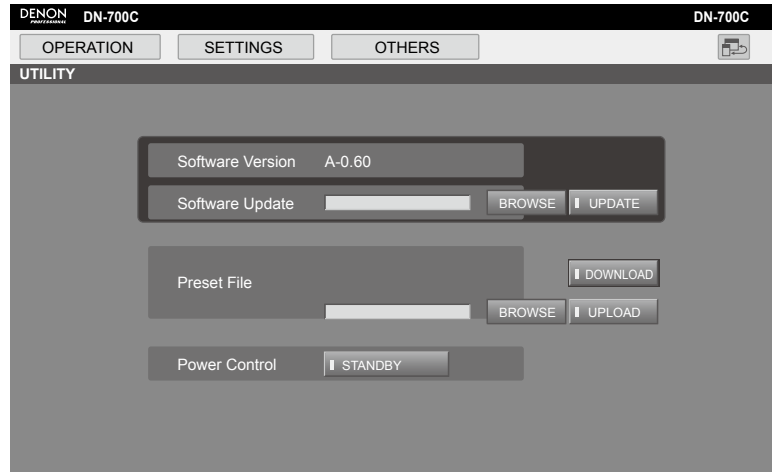 DENON PROFESSIONAL DN-700C DN-700C
OPERATION SETTINGS OTHERS
UTILITY
Software Version A-0.60
Software Update BROWSE UPDATE
Preset File DOWNLOAD
BROWSE UPLOAD
Power Control STANDBY